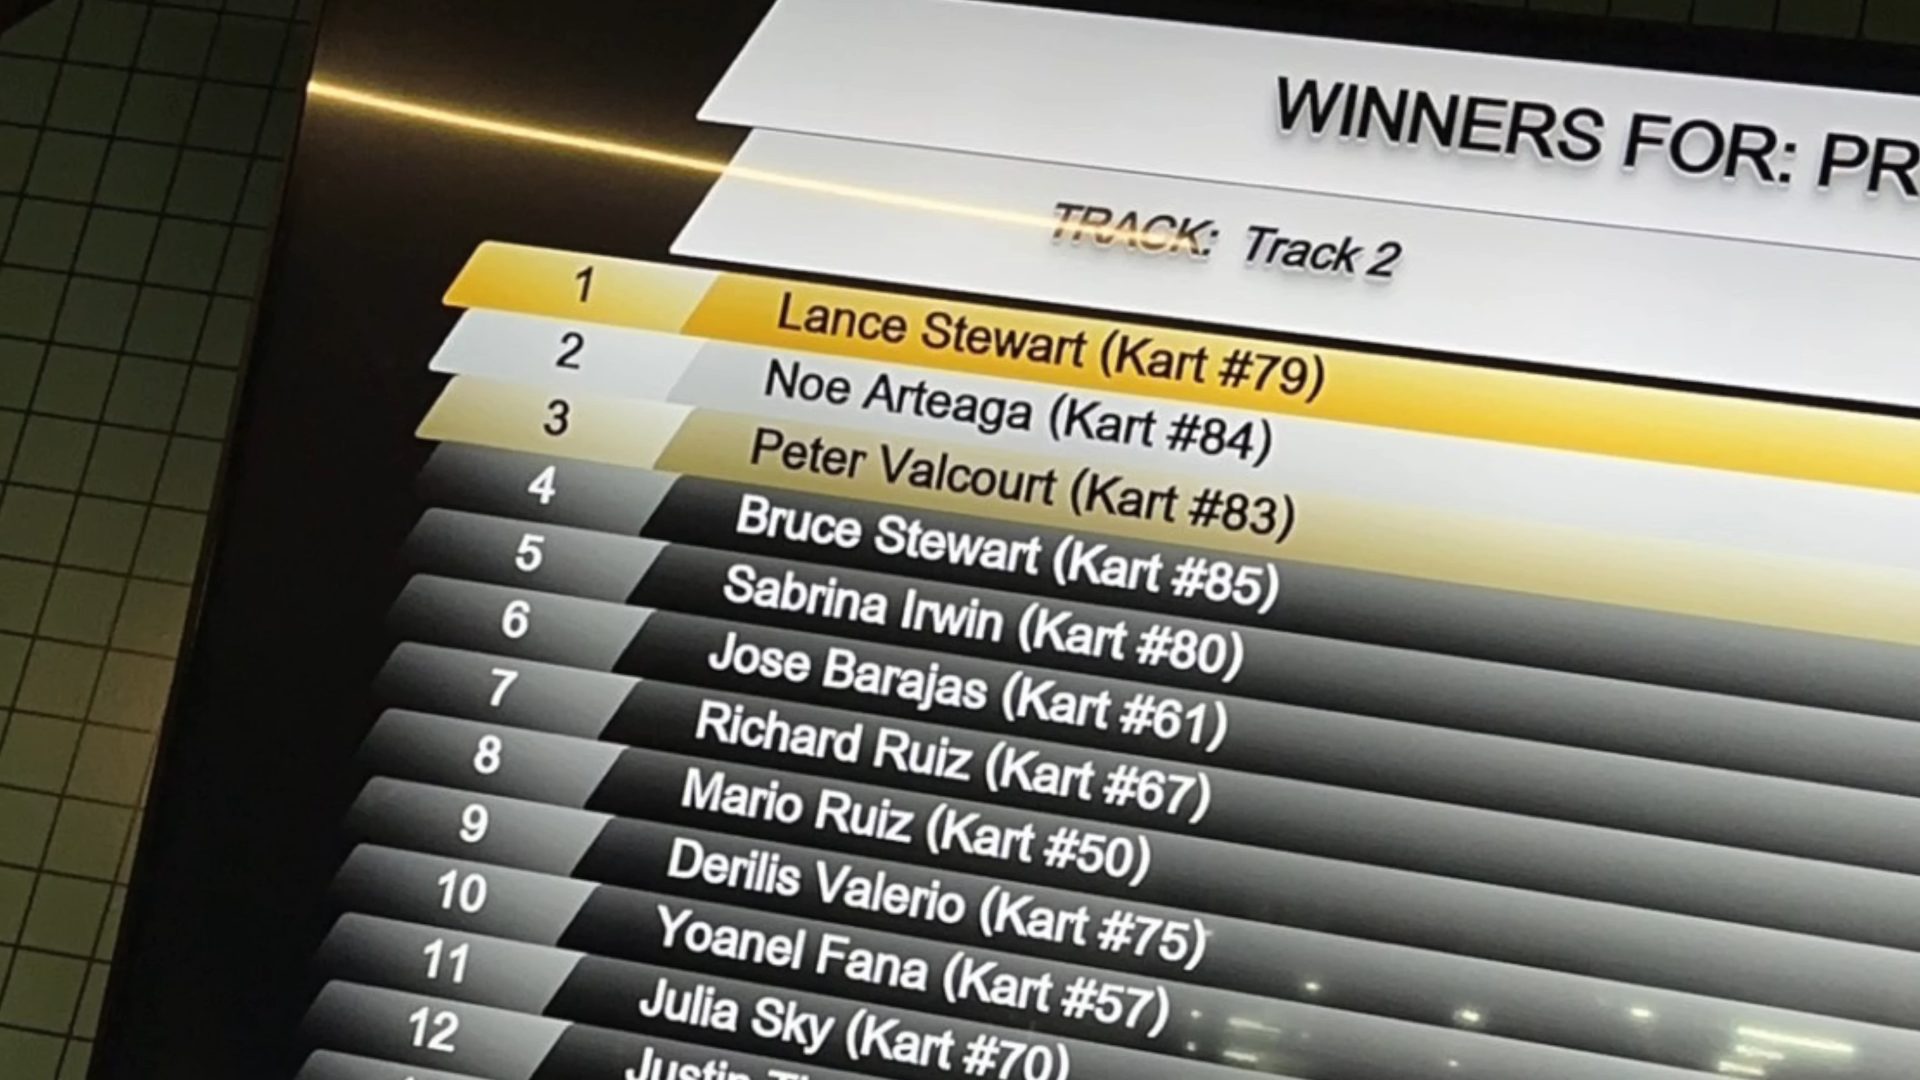 WINNERS FOR: PR
TRACK: Track 2
1 Lance Stewart (Kart #79)
2 Noe Arteaga (Kart #84)
3 Peter Valcourt (Kart #83)
4 Bruce Stewart (Kart #85)
5 Sabrina Irwin (Kart #80)
6 Jose Barajas (Kart #61)
7 Richard Ruiz (Kart #67)
8 Mario Ruiz (Kart #50)
9 Derilis Valerio (Kart #75)
10 Yoanel Fana (Kart #57)
11 Julia Sky (Kart #70)
12 Justin